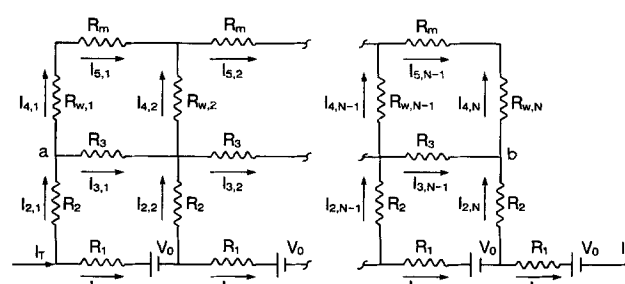 Rm Rm Rm
I5,1 I5,2 I5,N-1
I4,1 Rw,1 I4,2 Rw,2 I4,N-1 Rw,N-1 I4,N Rw,N
a R3 R3 R3 b
I3,1 I3,2 I3,N-1
I2,1 R2 I2,2 R2 I2,N-1 R2 I2,N R2
IT R1 V0 R1 V0 R1 V0 R1 V0